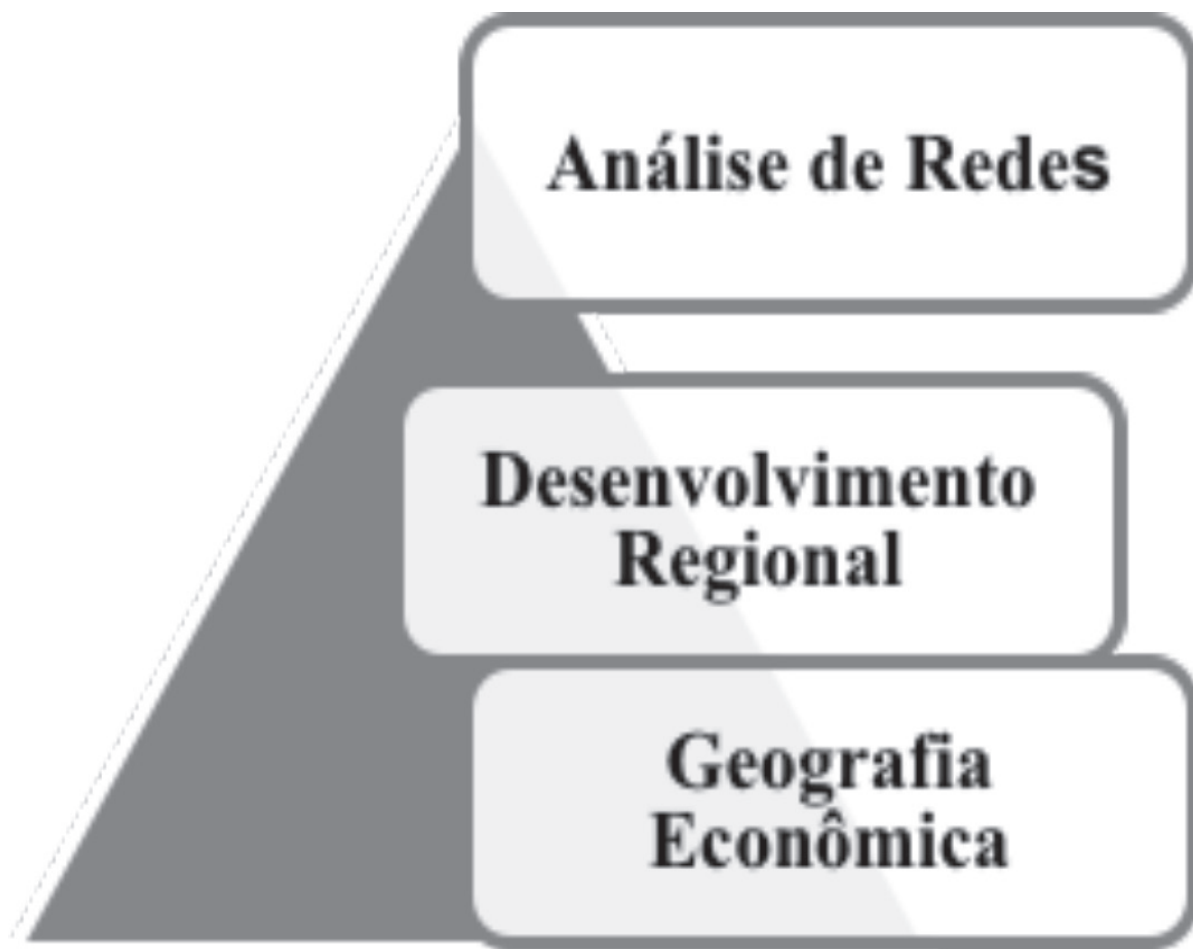 Análise de Redes
Desenvolvimento
Regional
Geografia
Econômica